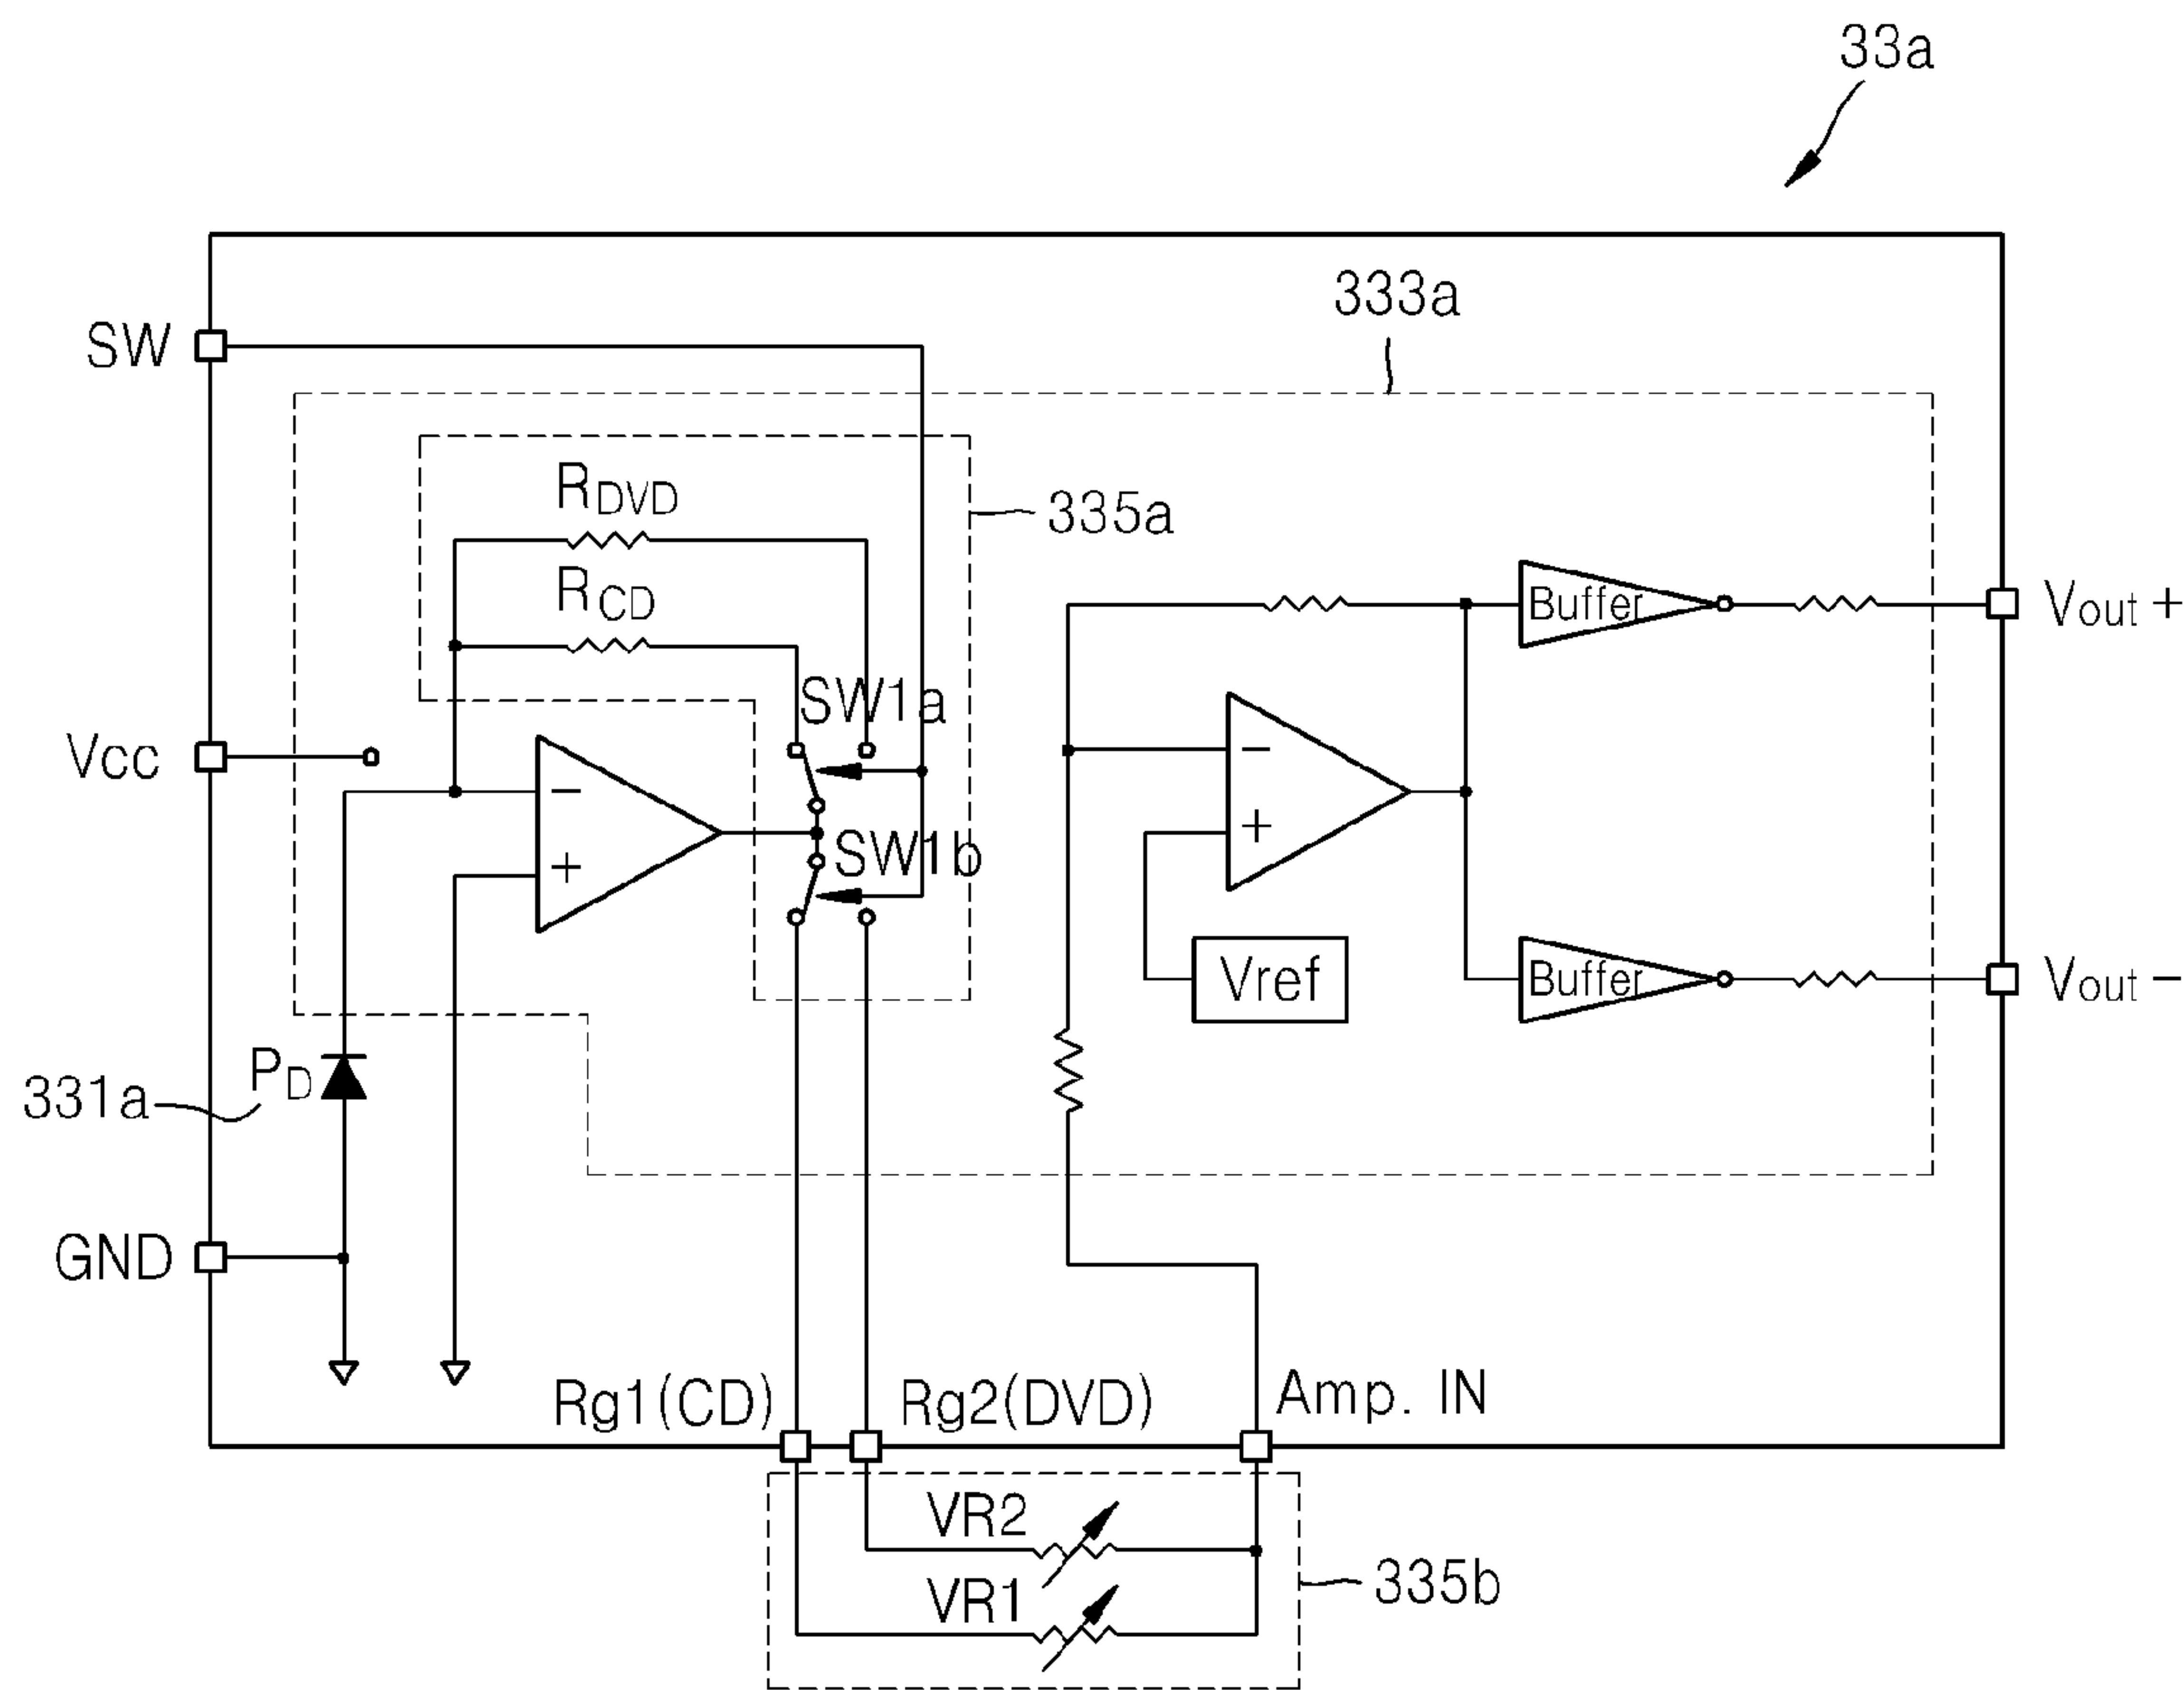 33a
333a
SW
RDVD
335a
RCD
Buffer
Vout +
SW1a
VCC
−
−
SW1b
+
+
Vref
Buffer
Vout −
PD
331a
GND
Rg1(CD)
Rg2(DVD)
Amp. IN
VR2
335b
VR1